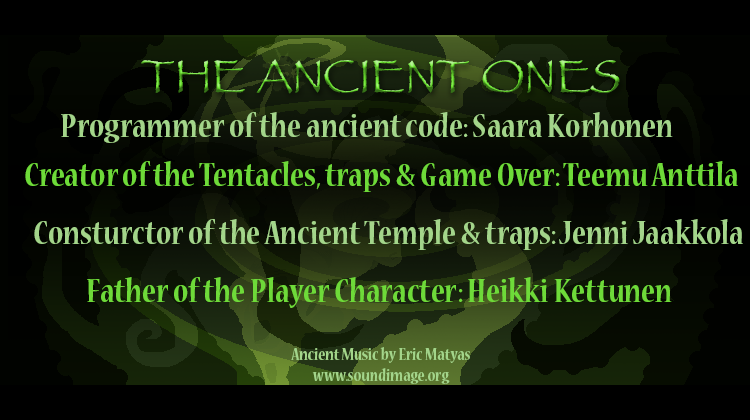 THE ANCIENT ONES
Programmer of the ancient code: Saara Korhonen
Creator of the Tentacles, traps & Game Over: Teemu Anttila
Consturctor of the Ancient Temple & traps: Jenni Jaakkola
Father of the Player Character: Heikki Kettunen
Ancient Music by Eric Matyas
www.soundimage.org